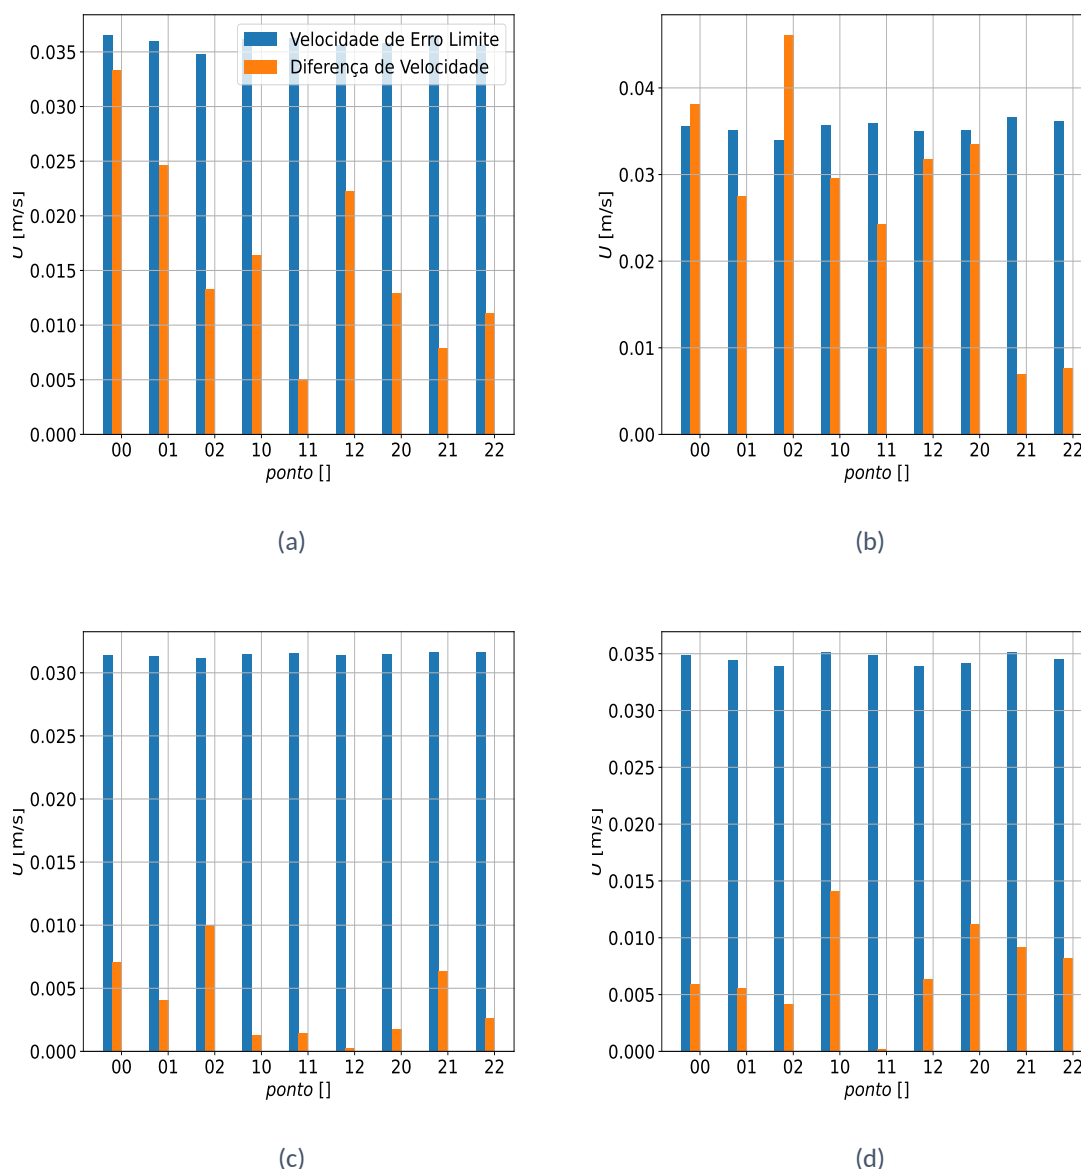 Velocidade de Erro Limite
Diferença de Velocidade
0.035
0.030
0.025
0.020
0.015
0.010
0.005
0.000
U [m/s]
00 01 02 10 11 12 20 21 22
ponto []
(a)
0.04
0.03
0.02
0.01
0.00
U [m/s]
00 01 02 10 11 12 20 21 22
ponto []
(b)
0.030
0.025
0.020
0.015
0.010
0.005
0.000
U [m/s]
00 01 02 10 11 12 20 21 22
ponto []
(c)
0.035
0.030
0.025
0.020
0.015
0.010
0.005
0.000
U [m/s]
00 01 02 10 11 12 20 21 22
ponto []
(d)